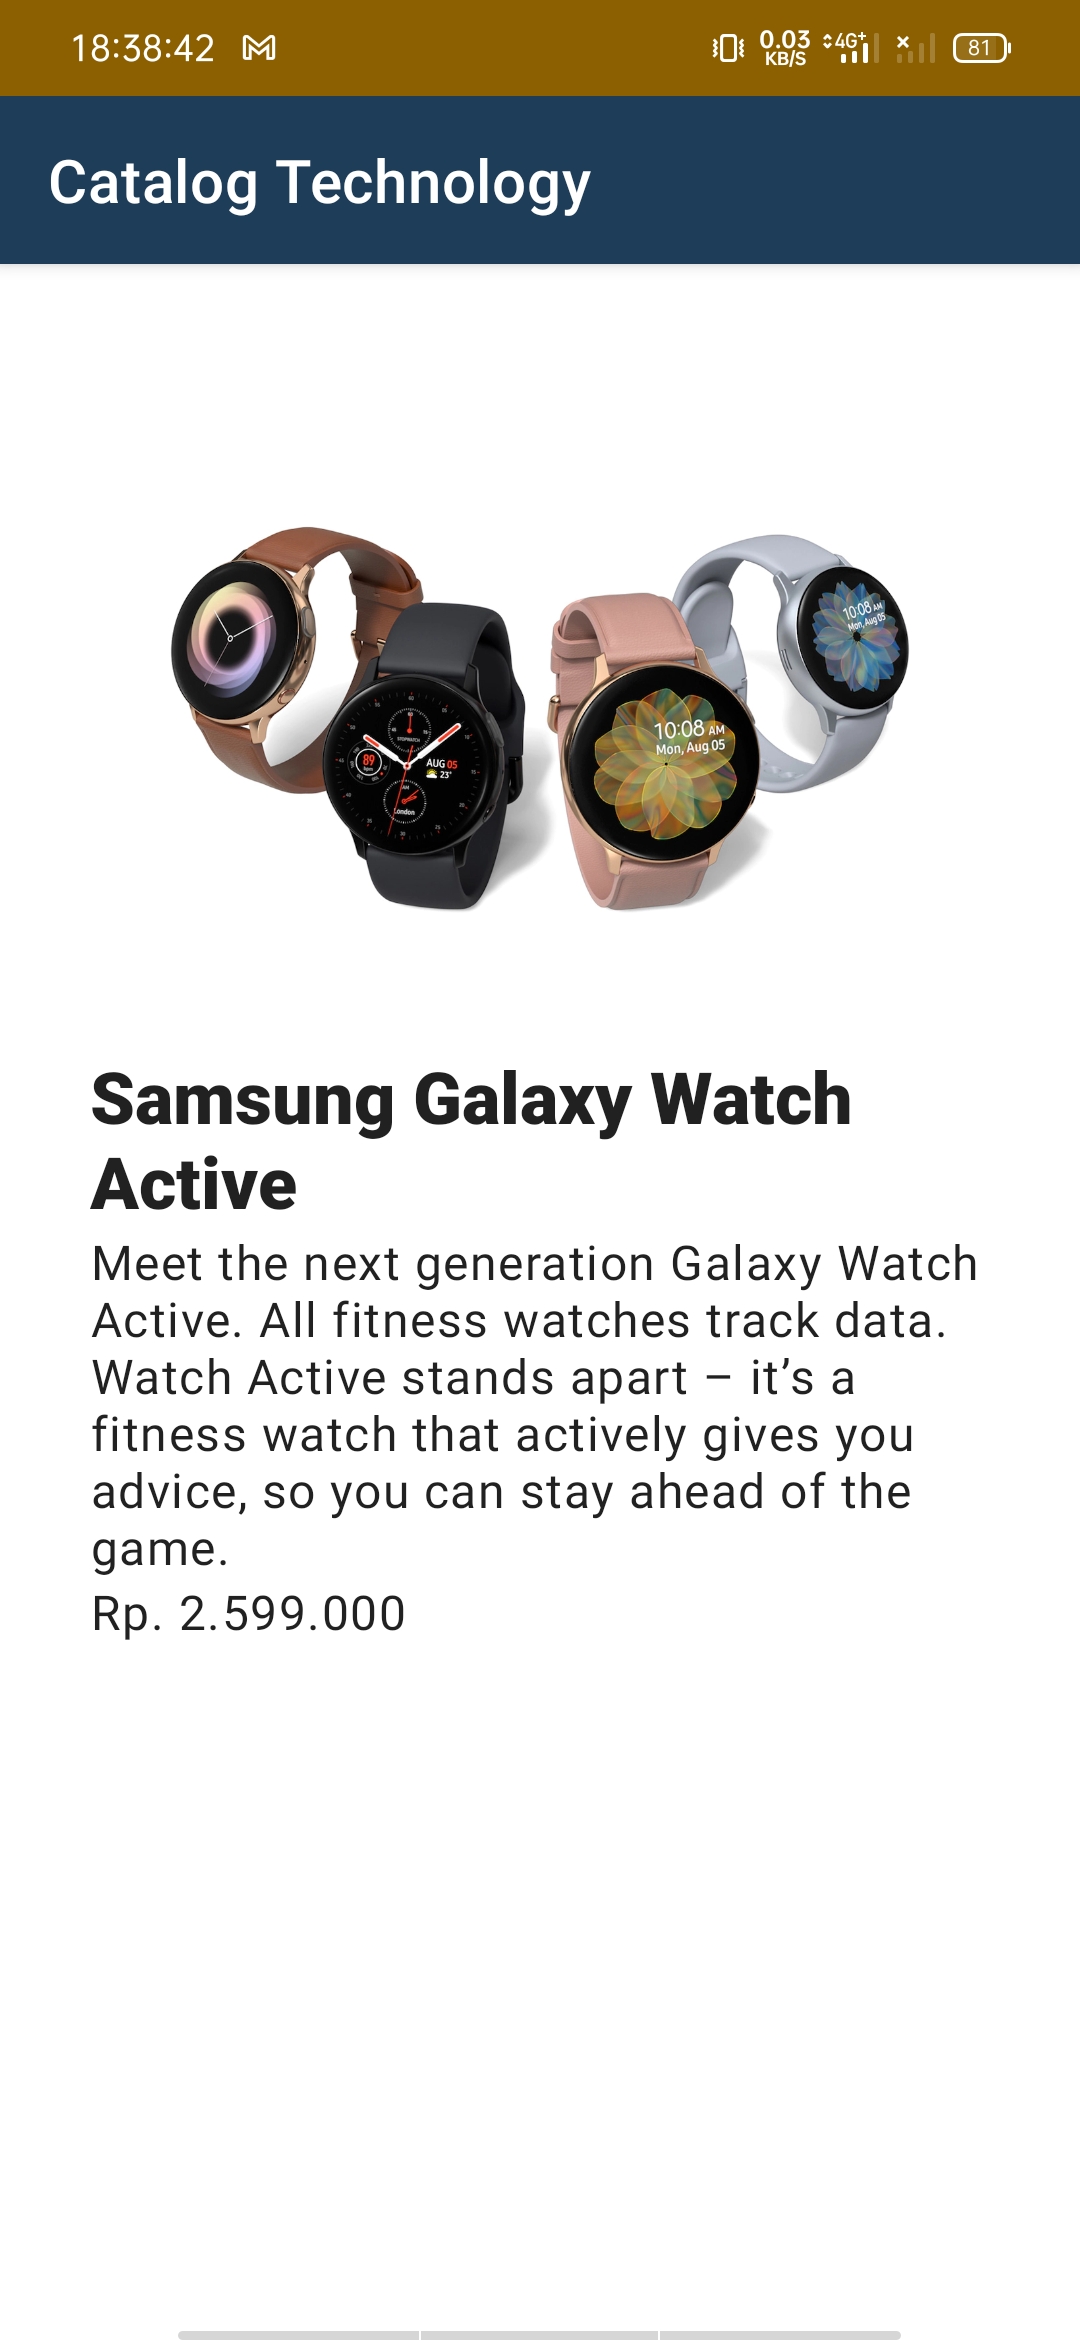 18:38:42
0.03 KB/S 4G+ 81
Catalog Technology
10:08 AM
Mon, Aug 05
10:08 AM
Mon, Aug 05
STOPWATCH
89
bpm
AUG 05
23°
AM
London
Samsung Galaxy Watch
Active
Meet the next generation Galaxy Watch
Active. All fitness watches track data.
Watch Active stands apart – it’s a
fitness watch that actively gives you
advice, so you can stay ahead of the
game.
Rp. 2.599.000